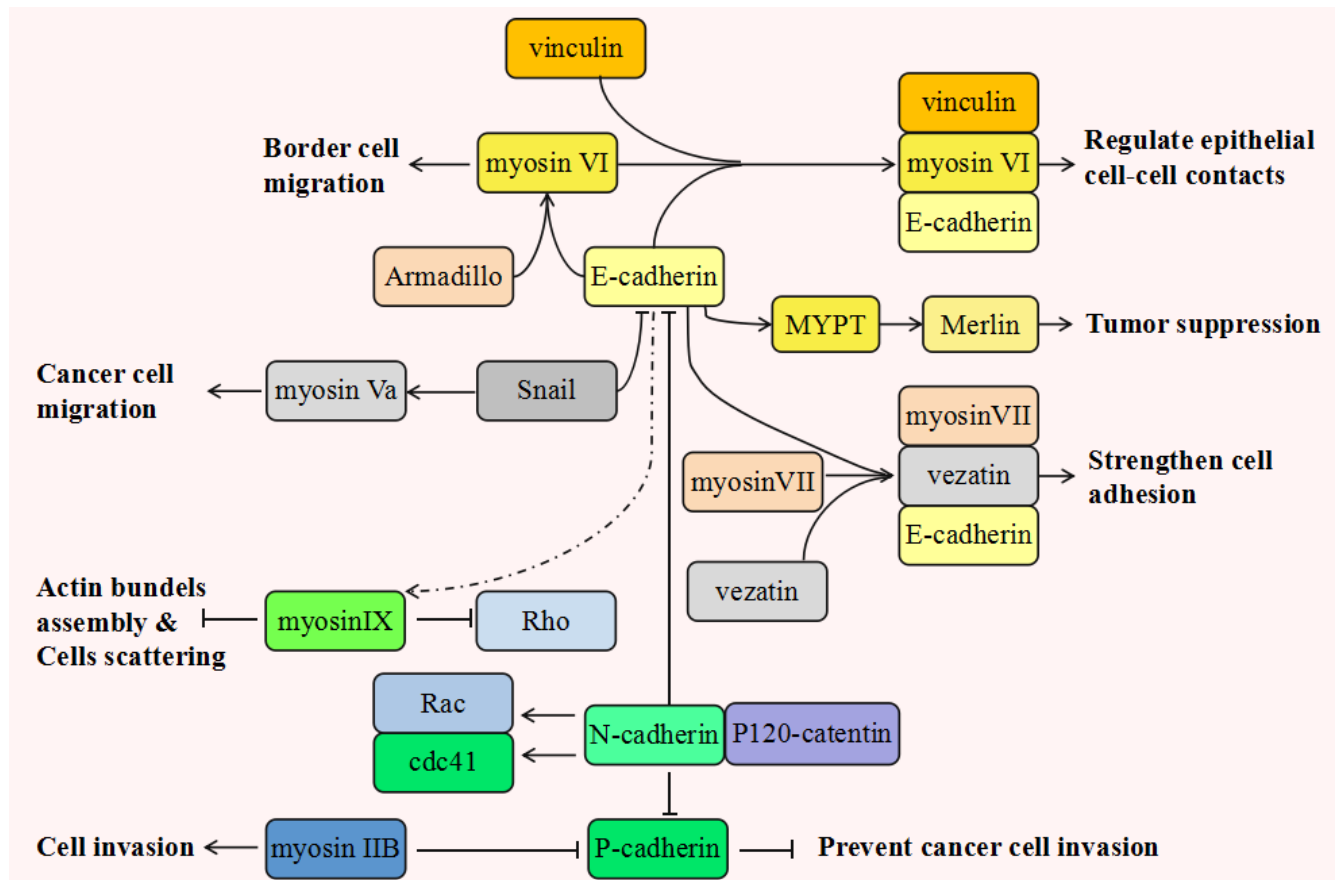 vinculin
vinculin
Border cell
migration
myosin VI
myosin VI
Regulate epithelial
cell-cell contacts
E-cadherin
Armadillo
E-cadherin
MYPT
Merlin
Tumor suppression
Cancer cell
migration
myosin Va
Snail
myosinVII
myosinVII
vezatin
Strengthen cell
adhesion
E-cadherin
vezatin
Actin bundels
assembly &
Cells scattering
myosinIX
Rho
Rac
N-cadherin
P120-catentin
cdc41
Cell invasion
myosin IIB
P-cadherin
Prevent cancer cell invasion